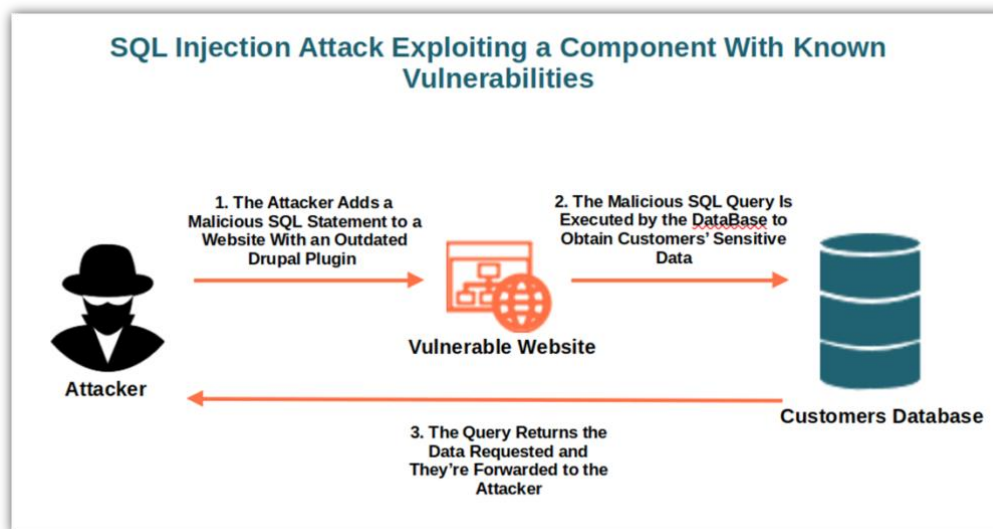 SQL Injection Attack Exploiting a Component With Known
Vulnerabilities
1. The Attacker Adds a
Malicious SQL Statement to a
Website With an Outdated
Drupal Plugin
2. The Malicious SQL Query Is
Executed by the DataBase to
Obtain Customers' Sensitive
Data
Attacker
Vulnerable Website
Customers Database
3. The Query Returns the
Data Requested and
They're Forwarded to the
Attacker